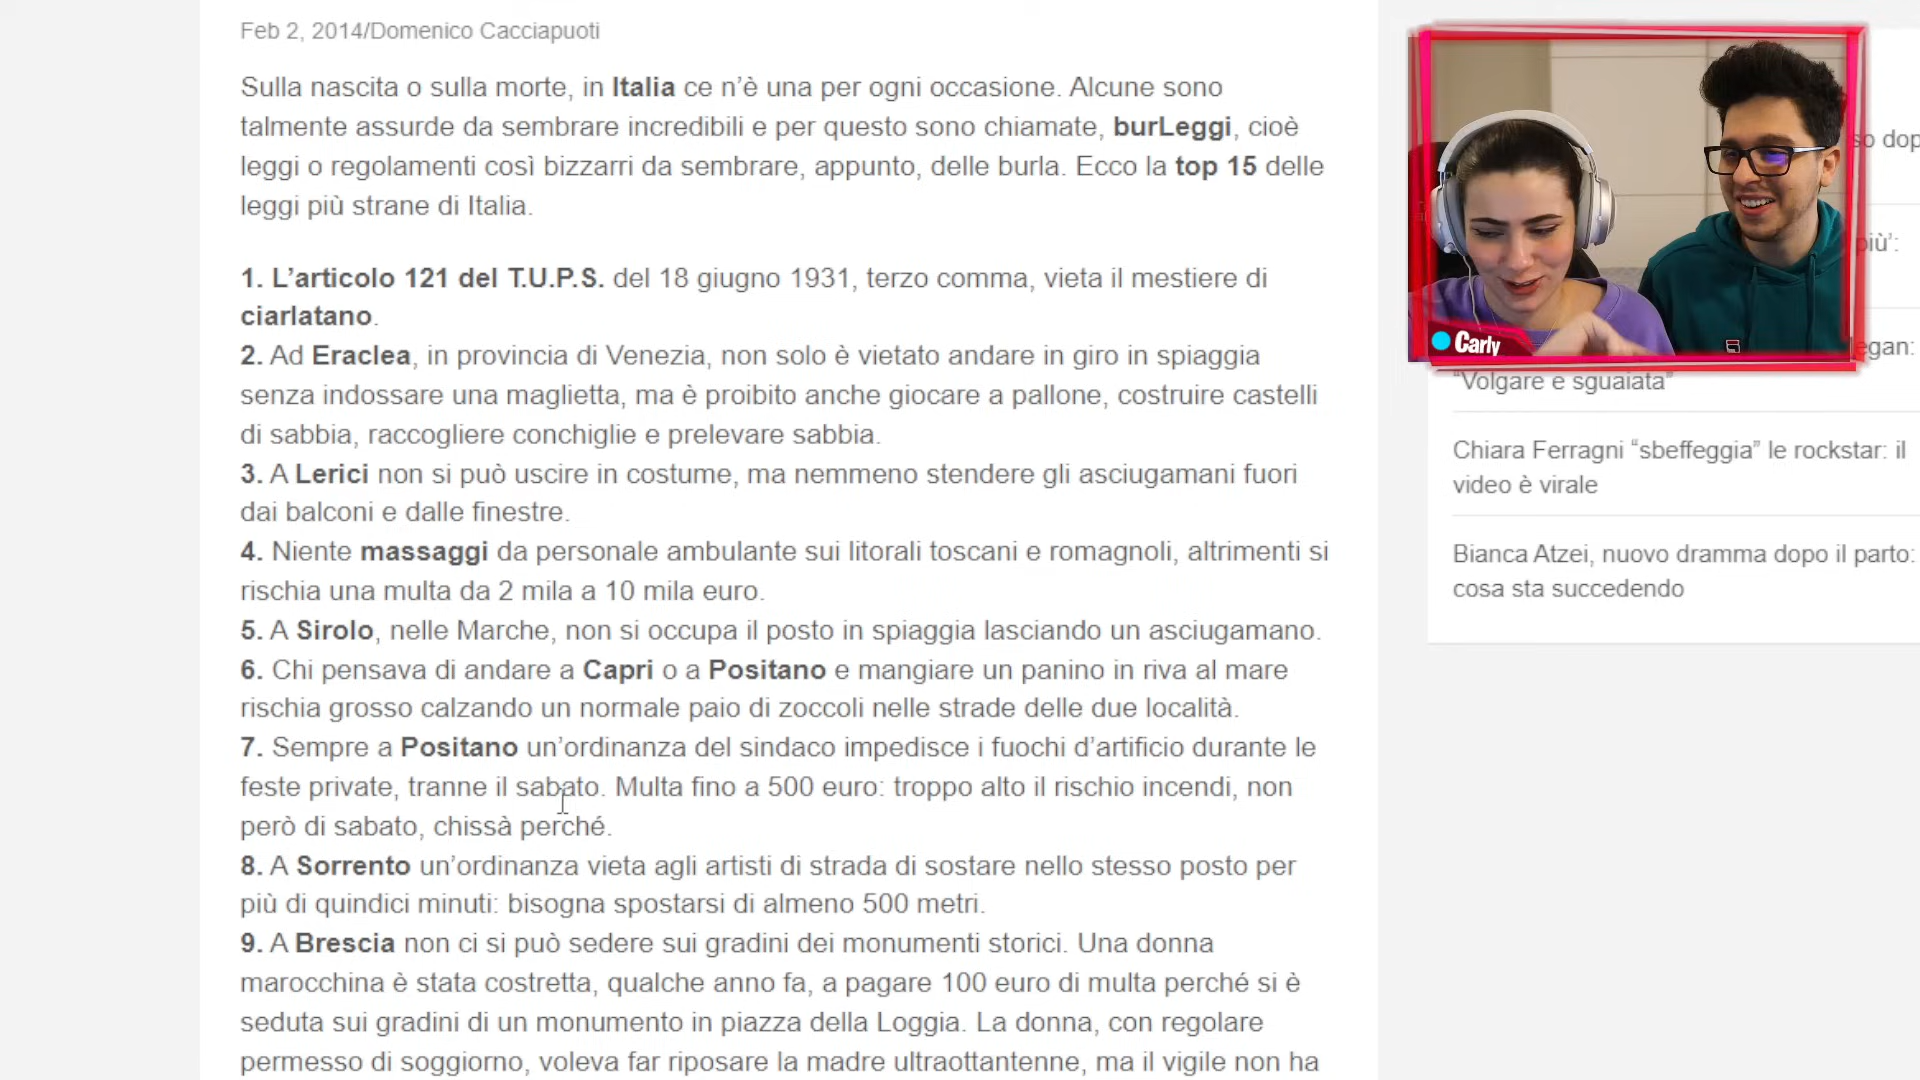 Feb 2, 2014/Domenico Cacciapuoti
Sulla nascita o sulla morte, in Italia ce n’è una per ogni occasione. Alcune sono
talmente assurde da sembrare incredibili e per questo sono chiamate, burLeggi, cioè
leggi o regolamenti così bizzarri da sembrare, appunto, delle burla. Ecco la top 15 delle
leggi più strane di Italia.
1. L’articolo 121 del T.U.P.S. del 18 giugno 1931, terzo comma, vieta il mestiere di
ciarlatano.
2. Ad Eraclea, in provincia di Venezia, non solo è vietato andare in giro in spiaggia
senza indossare una maglietta, ma è proibito anche giocare a pallone, costruire castelli
di sabbia, raccogliere conchiglie e prelevare sabbia.
3. A Lerici non si può uscire in costume, ma nemmeno stendere gli asciugamani fuori
dai balconi e dalle finestre.
4. Niente massaggi da personale ambulante sui litorali toscani e romagnoli, altrimenti si
rischia una multa da 2 mila a 10 mila euro.
5. A Sirolo, nelle Marche, non si occupa il posto in spiaggia lasciando un asciugamano.
6. Chi pensava di andare a Capri o a Positano e mangiare un panino in riva al mare
rischia grosso calzando un normale paio di zoccoli nelle strade delle due località.
7. Sempre a Positano un’ordinanza del sindaco impedisce i fuochi d’artificio durante le
feste private, tranne il sabato. Multa fino a 500 euro: troppo alto il rischio incendi, non
però di sabato, chissà perché.
8. A Sorrento un’ordinanza vieta agli artisti di strada di sostare nello stesso posto per
più di quindici minuti: bisogna spostarsi di almeno 500 metri.
9. A Brescia non ci si può sedere sui gradini dei monumenti storici. Una donna
marocchina è stata costretta, qualche anno fa, a pagare 100 euro di multa perché si è
seduta sui gradini di un monumento in piazza della Loggia. La donna, con regolare
permesso di soggiorno, voleva far riposare la madre ultraottantenne, ma il vigile non ha
Carly
so dop
più’:
egan:
“Volgare e sguaiata”
Chiara Ferragni “sbeffeggia” le rockstar: il
video è virale
Bianca Atzei, nuovo dramma dopo il parto:
cosa sta succedendo